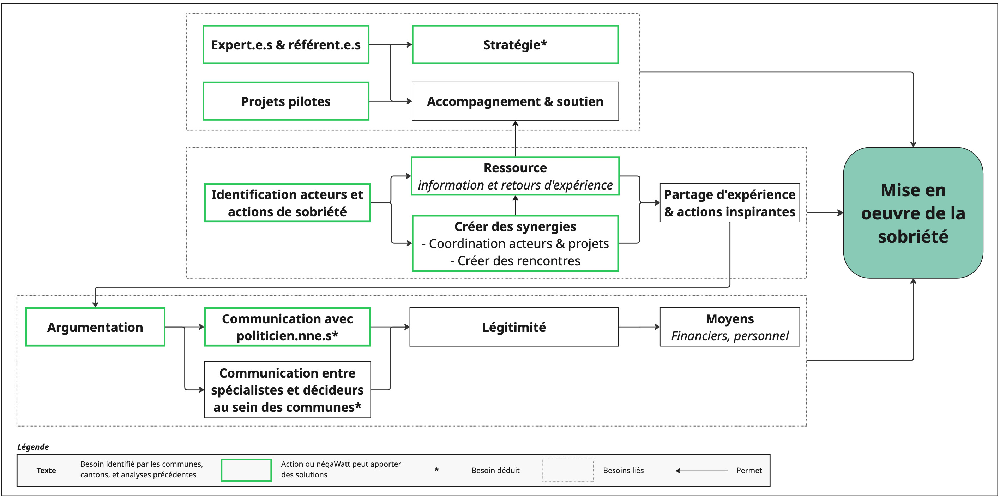 Expert.e.s & référent.e.s
Stratégie*
Projets pilotes
Accompagnement & soutien
Identification acteurs et
actions de sobriété
Ressource
information et retours d'expérience
Créer des synergies
- Coordination acteurs & projets
- Créer des rencontres
Partage d'expérience
& actions inspirantes
Mise en
oeuvre de la
sobriété
Argumentation
Communication avec
politicien.nne.s*
Communication entre
spécialistes et décideurs
au sein des communes*
Légitimité
Moyens
Financiers, personnel
Légende
Texte
Besoin identifié par les communes,
cantons, et analyses précédentes
Action ou négaWatt peut apporter
des solutions
*
Besoin déduit
Besoins liés
Permet